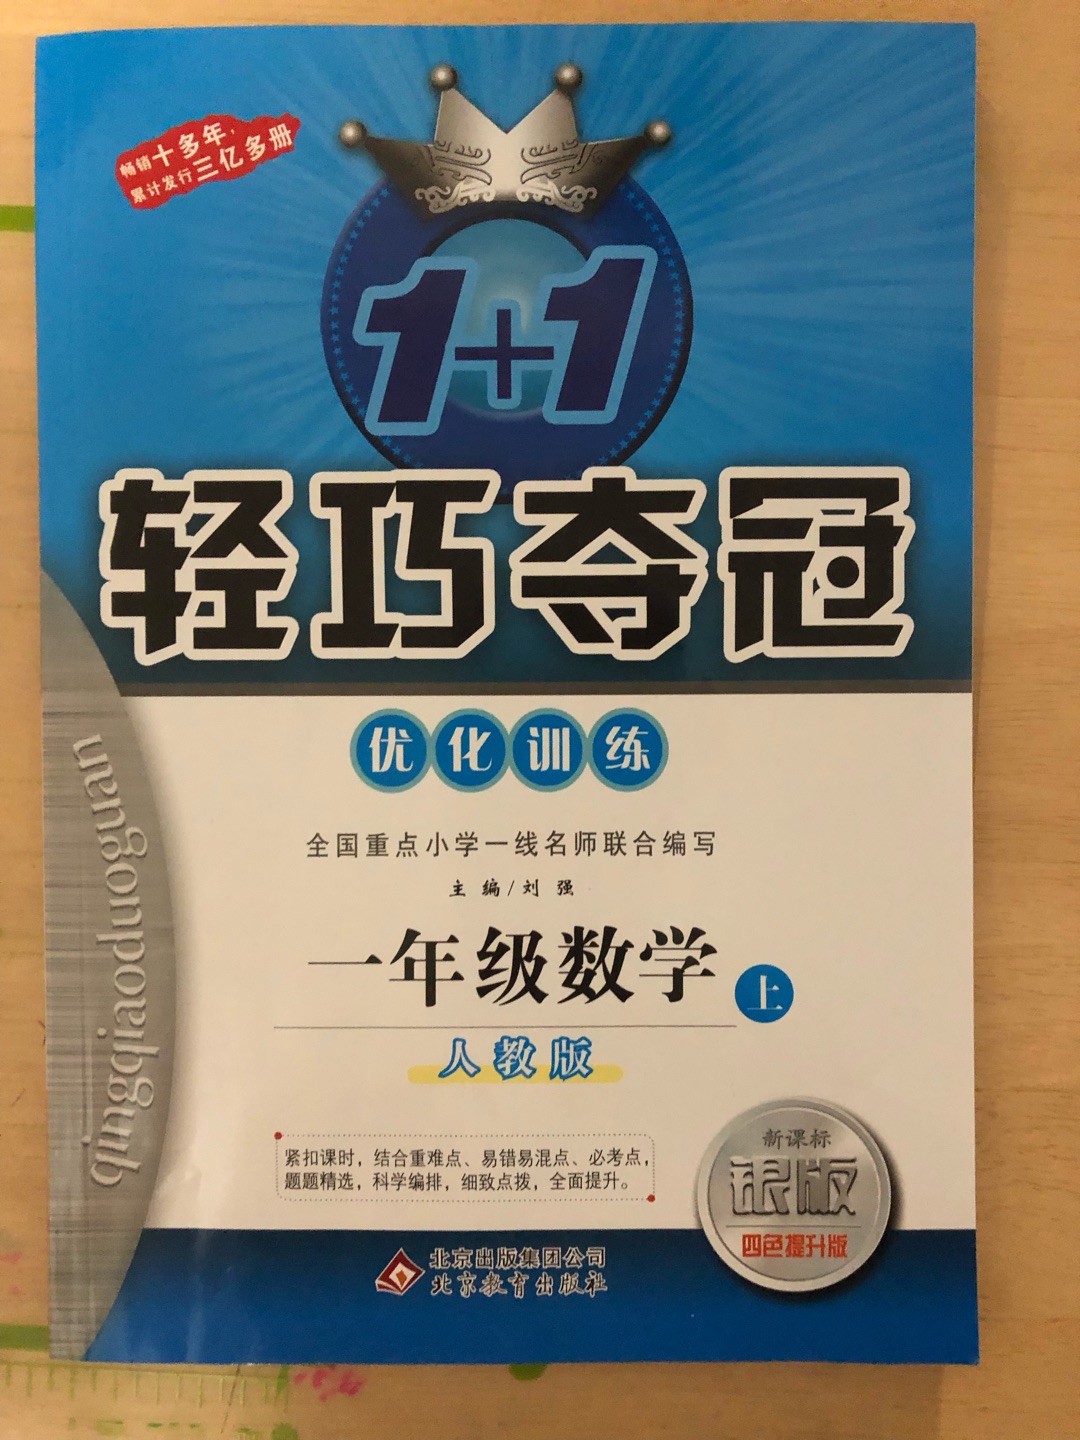 畅销十多年，
累计发行三亿多册
1+1
轻巧夺冠
优化训练
全国重点小学一线名师联合编写
主编/刘强
一年级数学 上
人教版
qingqiaoduoguan
紧扣课时，结合重难点、易错易混点、必考点，
题题精选，科学编排，细致点拨，全面提升。
新课标
银版
四色提升版
北京出版集团公司
北京教育出版社